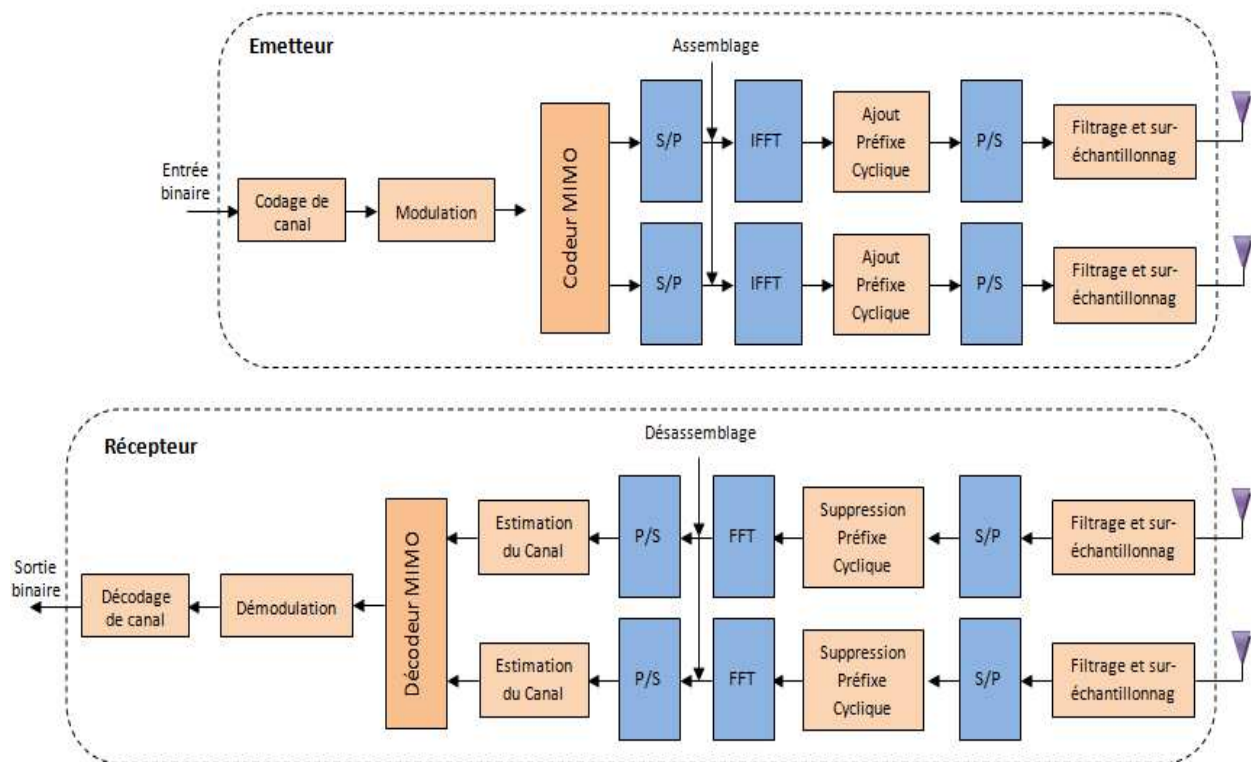 Emetteur
Assemblage
Entrée
binaire
Codage de
canal
Modulation
Codeur MIMO
S/P
IFFT
Ajout
Préfixe
Cyclique
P/S
Filtrage et sur-
échantillonnag
S/P
IFFT
Ajout
Préfixe
Cyclique
P/S
Filtrage et sur-
échantillonnag
Récepteur
Désassemblage
Sortie
binaire
Décodage
de canal
Démodulation
Décodeur MIMO
Estimation
du Canal
P/S
FFT
Suppression
Préfixe
Cyclique
S/P
Filtrage et sur-
échantillonnag
Estimation
du Canal
P/S
FFT
Suppression
Préfixe
Cyclique
S/P
Filtrage et sur-
échantillonnag